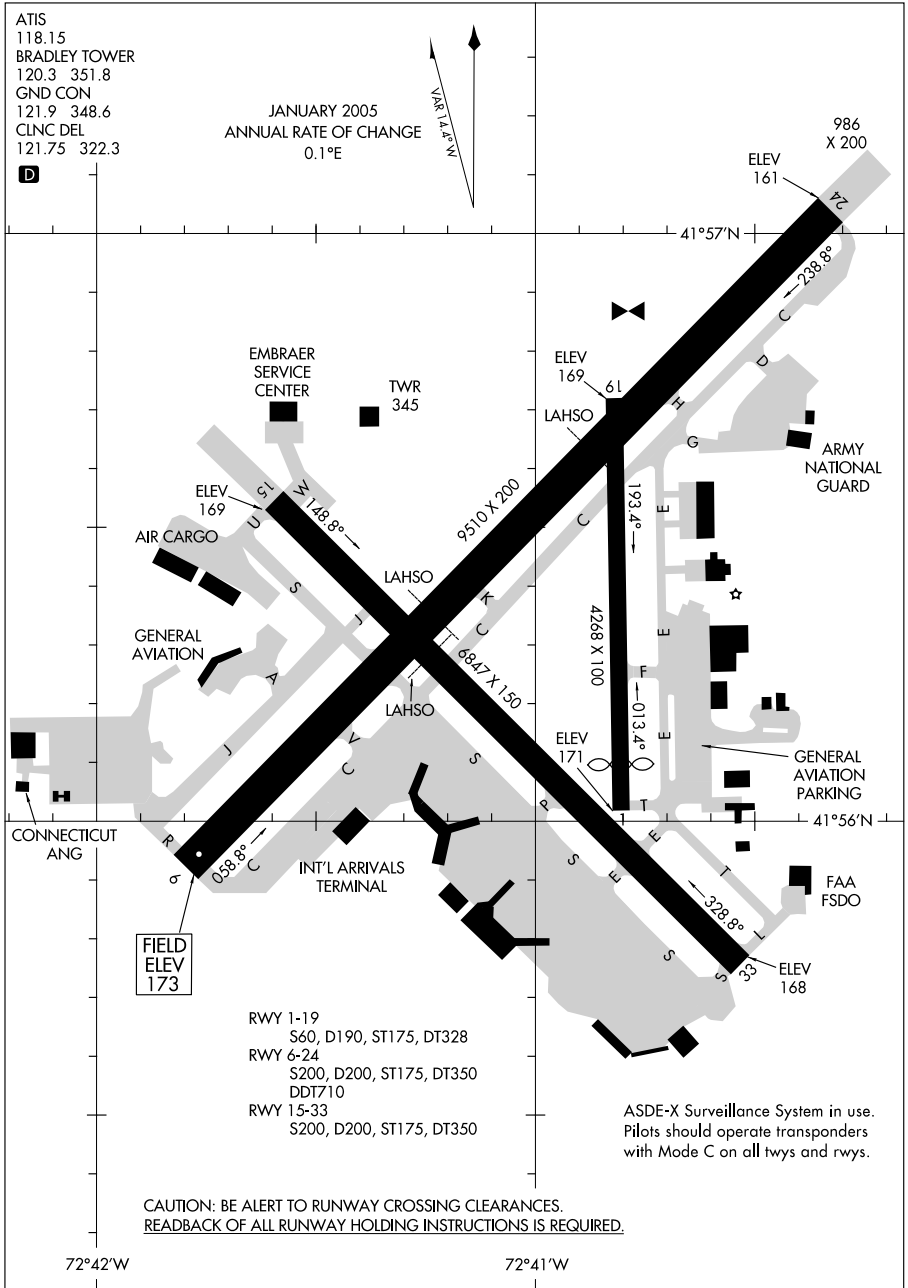 ATIS
118.15
BRADLEY TOWER
120.3 351.8
GND CON
121.9 348.6
CLNC DEL
121.75 322.3
D
JANUARY 2005
ANNUAL RATE OF CHANGE
0.1°E
VAR 14.4° W
986
X 200
ELEV
161
24
41°57'N
238.8°
C
D
EMBRAER
SERVICE
CENTER
TWR
345
ELEV
169
19
H
LAHSO
G
ARMY
NATIONAL
GUARD
ELEV
169
15
W
U
148.8°
9510 X 200
193.4°
E
C
AIR CARGO
S
J
LAHSO
K
C
4268 X 100
E
GENERAL
AVIATION
A
6847 X 150
F
LAHSO
013.4°
J
V
C
S
ELEV
171
E
GENERAL
AVIATION
PARKING
P
T
41°56'N
CONNECTICUT
ANG
R
6
058.8°
C
INT'L ARRIVALS
TERMINAL
S
E
E
T
FAA
FSDO
328.8°
L
S
S
33
ELEV
168
FIELD
ELEV
173
RWY 1-19
S60, D190, ST175, DT328
RWY 6-24
S200, D200, ST175, DT350
DDT710
RWY 15-33
S200, D200, ST175, DT350
ASDE-X Surveillance System in use.
Pilots should operate transponders
with Mode C on all twys and rwys.
CAUTION: BE ALERT TO RUNWAY CROSSING CLEARANCES.
READBACK OF ALL RUNWAY HOLDING INSTRUCTIONS IS REQUIRED.
72°42'W
72°41'W